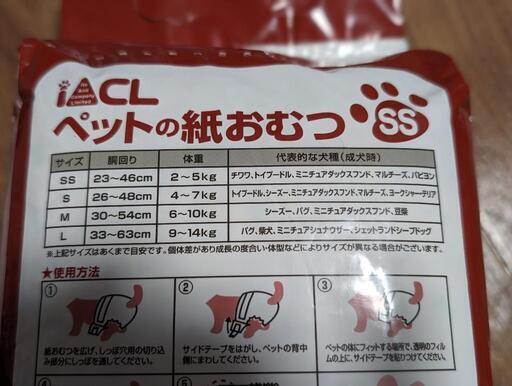 iACL
Its
And
Company
Limited
ペットの紙おむつ SS
サイズ 胴回り 体重 代表的な犬種(成犬時)
SS 23~46cm 2~5kg チワワ、トイプードル、ミニチュアダックスフンド、マルチーズ、パピヨン
S 26~48cm 4~7kg トイプードル、シーズー、ミニチュアダックスフンド、マルチーズ、ヨークシャーテリア
M 30~54cm 6~10kg シーズー、パグ、ミニチュアダックスフンド、豆柴
L 33~63cm 9~14kg パグ、柴犬、ミニチュアシュナウザー、シェットランドシープドッグ
※上記サイズはあくまで目安です。個体差があり成長の度合い・体型などによりサイズが異なる場合がございます。
★使用方法
①
紙おむつを広げ、しっぽ穴用の切り込
み部分にしっぽを通してください。
②
サイドテープをはがし、ペットの背中
側にまわしてください。
③
ペットの体にフィットする場所で、透明のフィル
ムの上に、サイドテープを貼りつけてください。
④
⑤